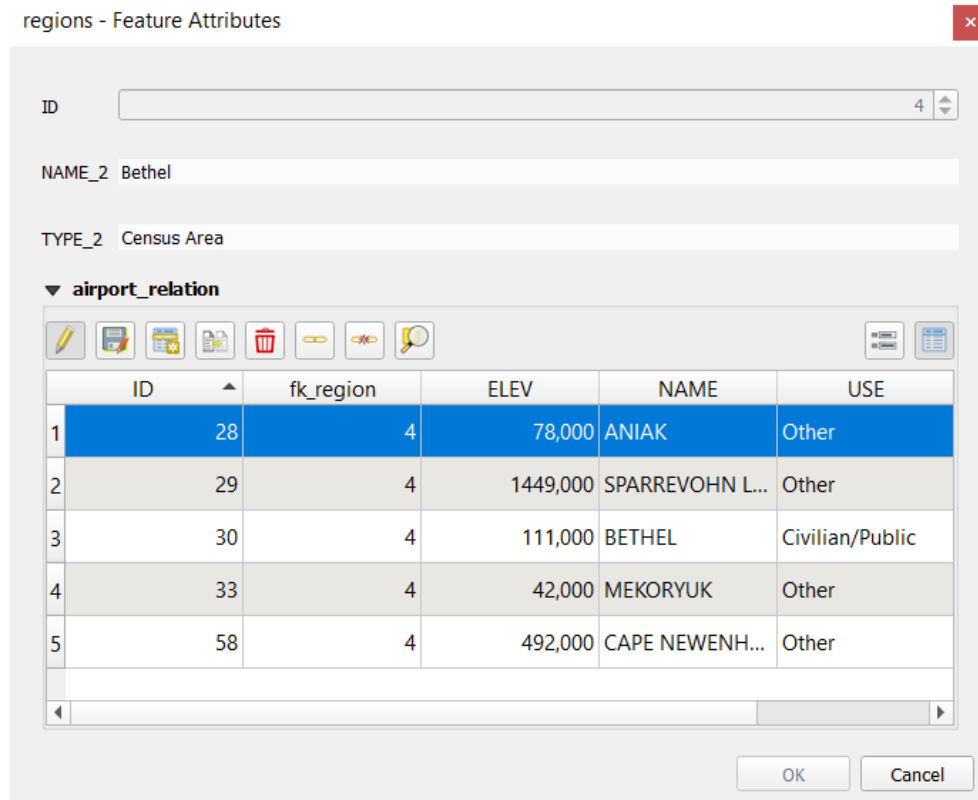 regions - Feature Attributes
ID 4
NAME_2 Bethel
TYPE_2 Census Area
airport_relation
ID fk_region ELEV NAME USE
1 28 4 78,000 ANIAK Other
2 29 4 1449,000 SPARREVOHN L... Other
3 30 4 111,000 BETHEL Civilian/Public
4 33 4 42,000 MEKORYUK Other
5 58 4 492,000 CAPE NEWENH... Other
OK Cancel